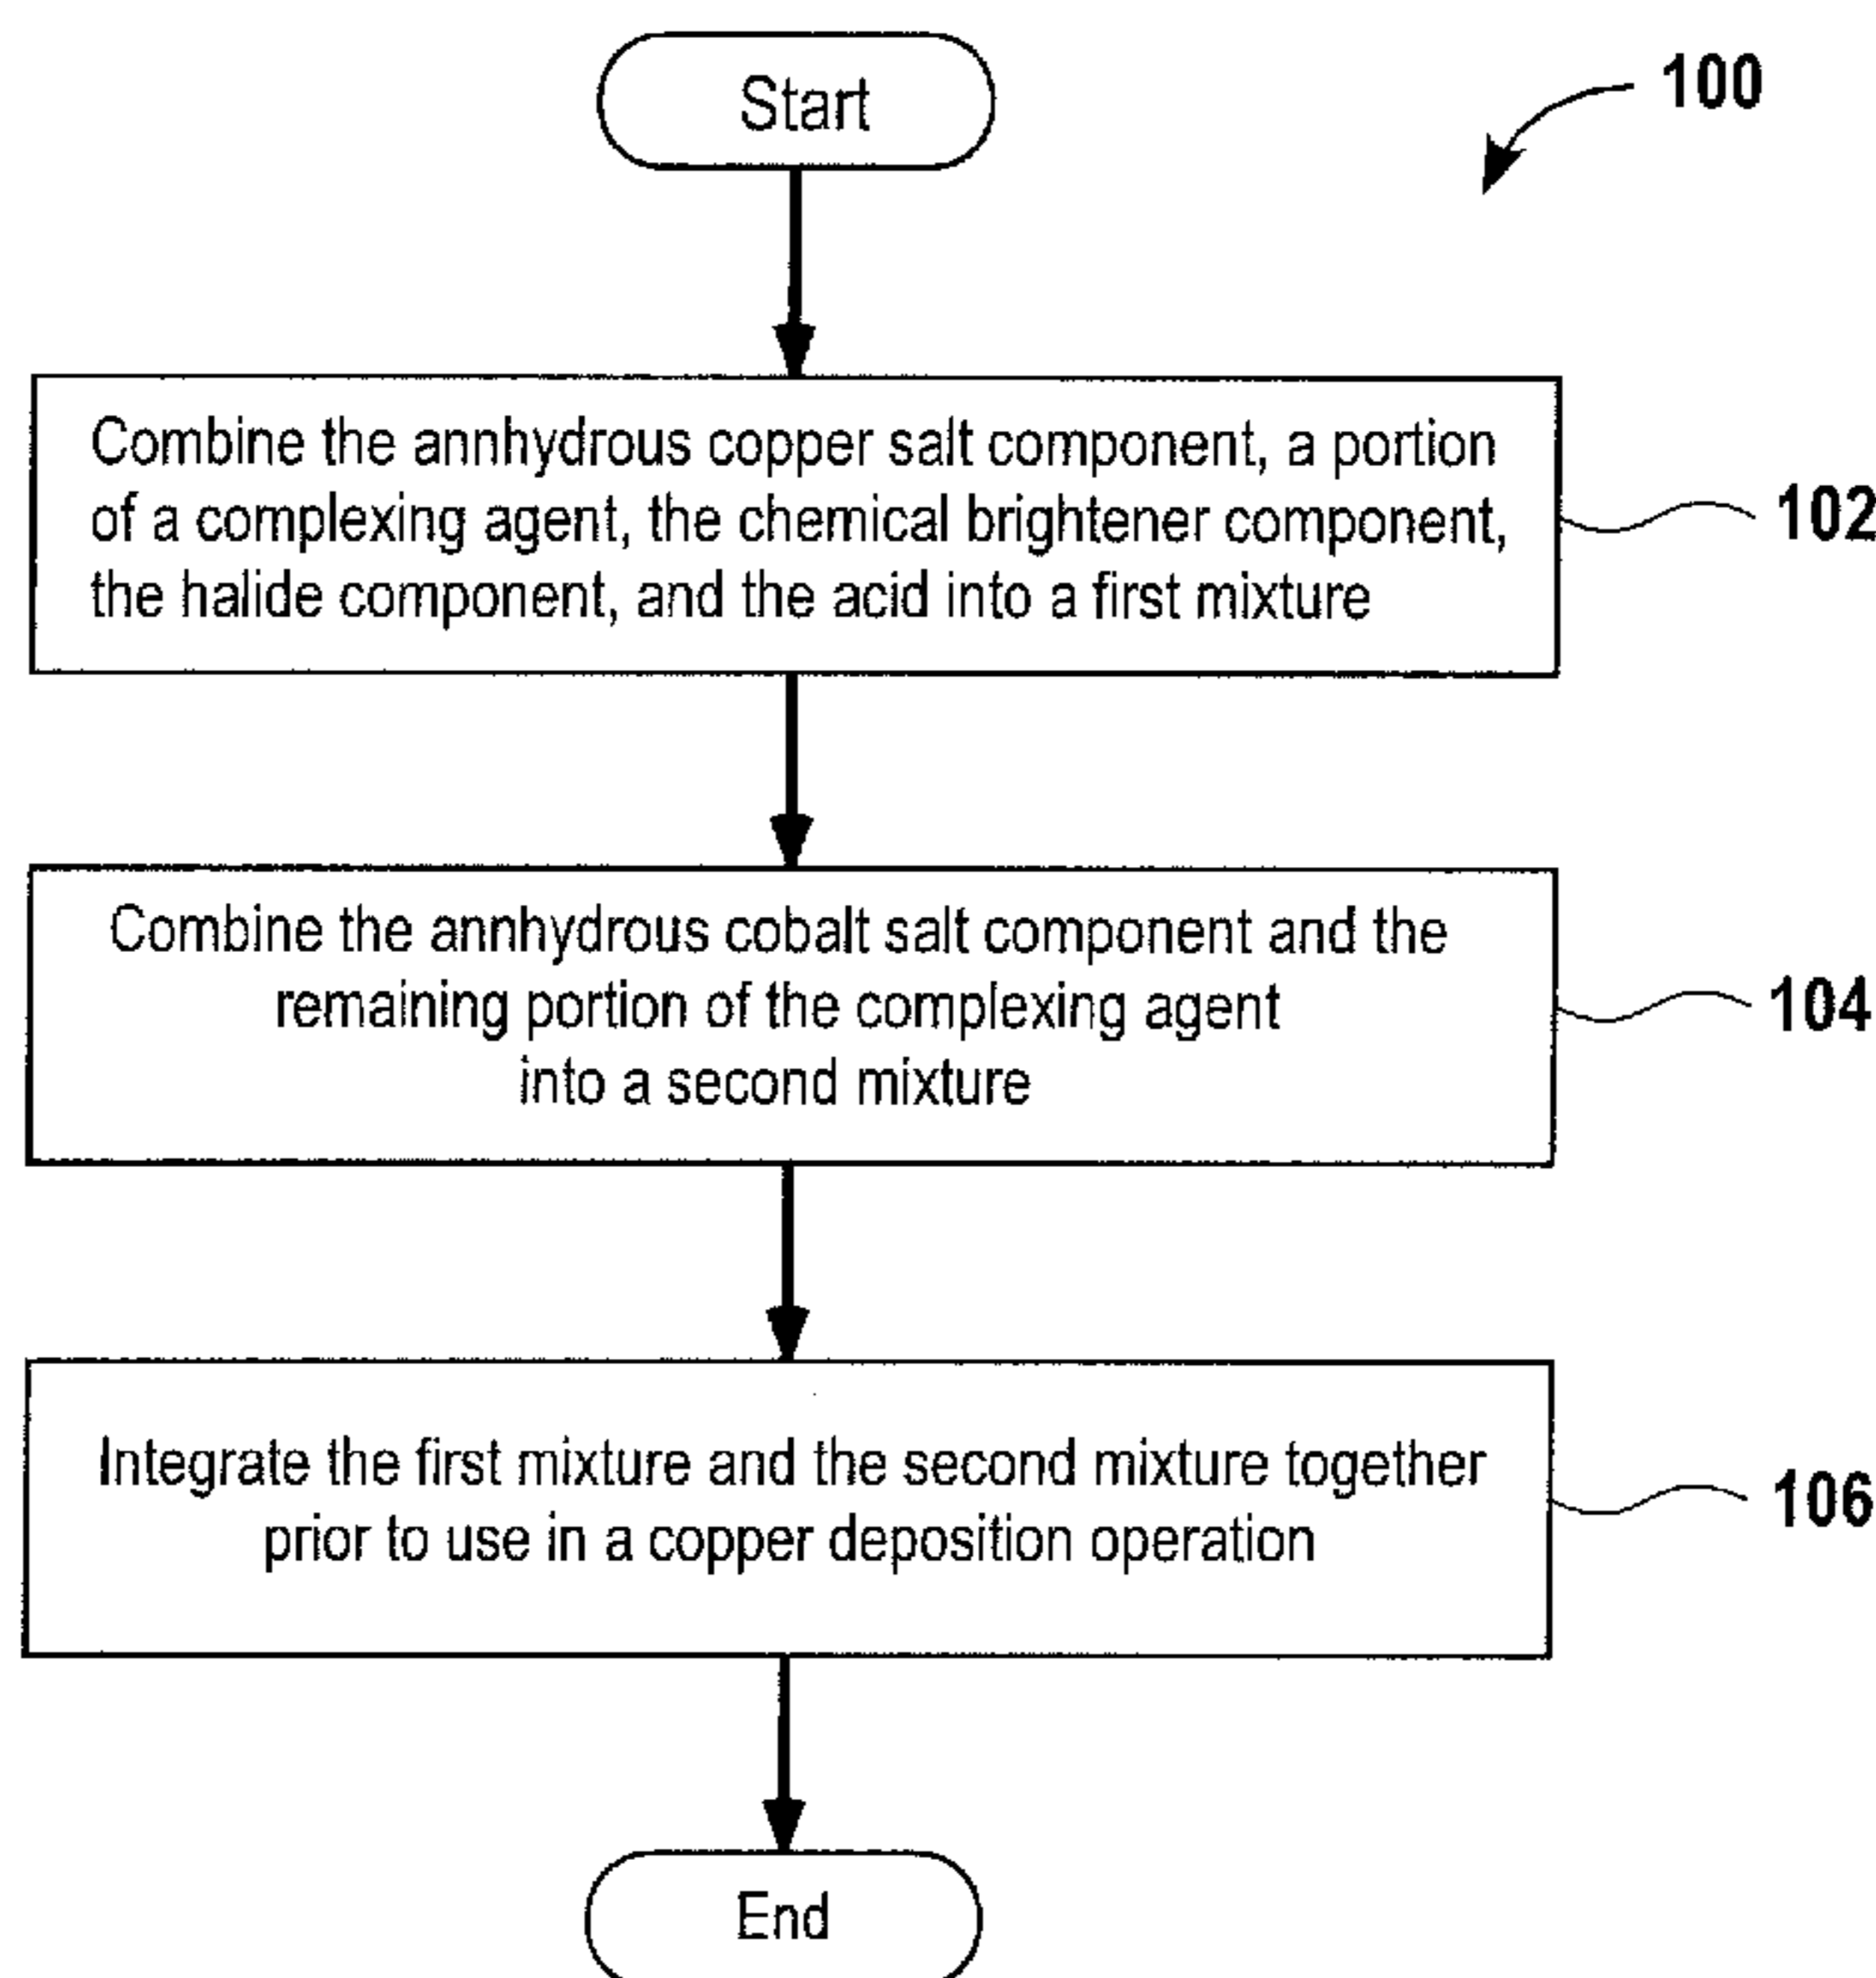 Start
100
Combine the annhydrous copper salt component, a portion
of a complexing agent, the chemical brightener component,
the halide component, and the acid into a first mixture
102
Combine the annhydrous cobalt salt component and the
remaining portion of the complexing agent
into a second mixture
104
Integrate the first mixture and the second mixture together
prior to use in a copper deposition operation
106
End